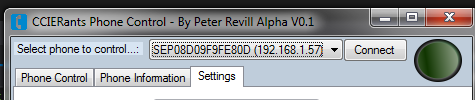 CCIERants Phone Control - By Peter Revill Alpha V0.1
Select phone to control...: SEP08D09F9FE80D (192.168.1.57) Connect
Phone Control Phone Information Settings